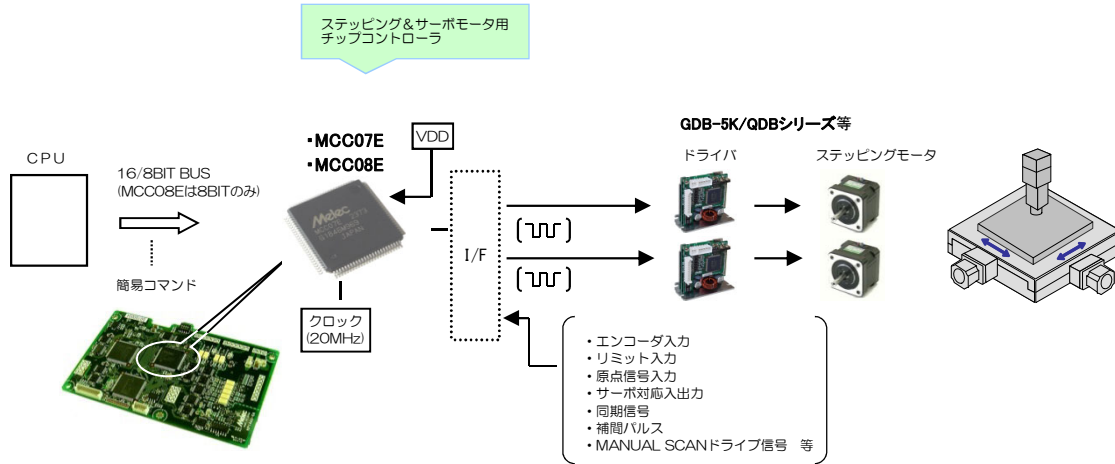 ステッピング＆サーボモータ用
チップコントローラ
・MCC07E
・MCC08E
VDD
GDB-5K/QDBシリーズ等
ドライバ
ステッピングモータ
CPU
16/8BIT BUS
(MCC08Eは8BITのみ)
簡易コマンド
Melec
JAPAN
I/F
クロック
(20MHz)
・エンコーダ入力
・リミット入力
・原点信号入力
・サーボ対応入出力
・同期信号
・補間パルス
・MANUAL SCANドライブ信号　等